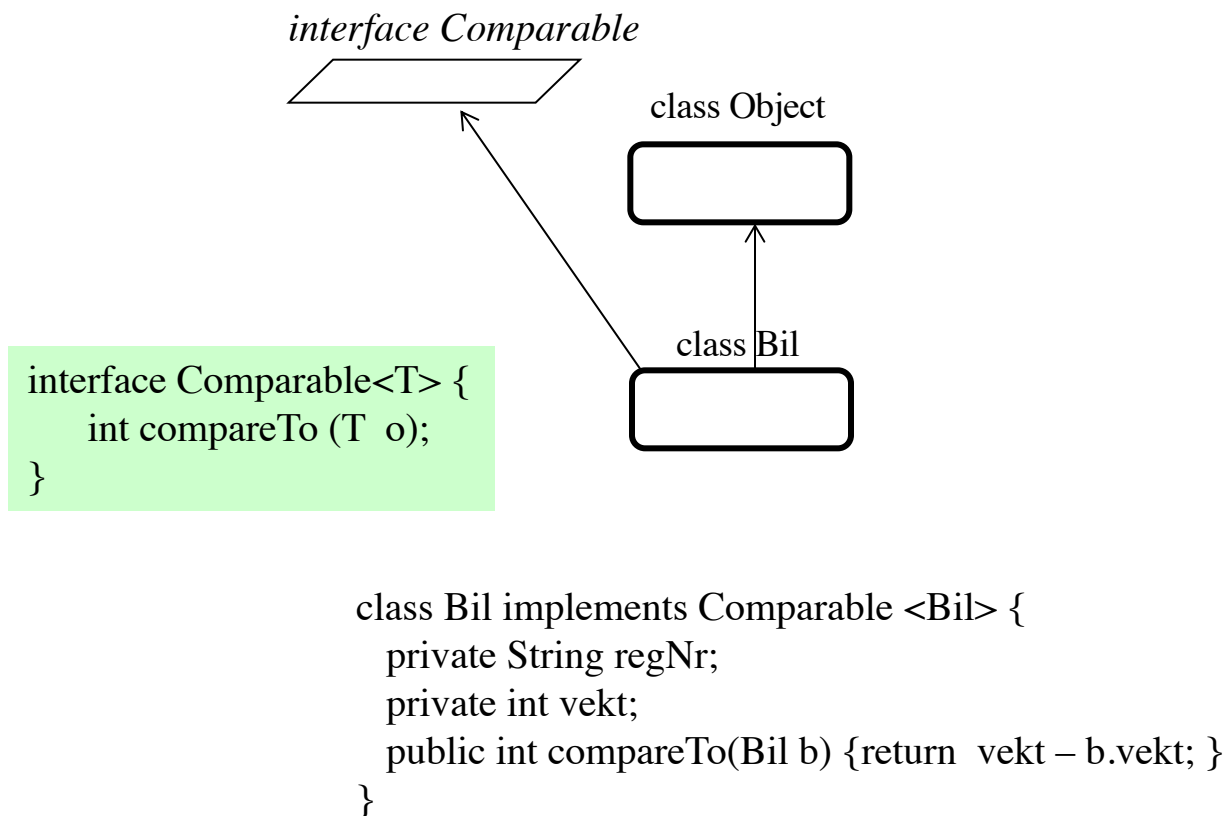 interface Comparable
class Object
class Bil
interface Comparable<T> {
int compareTo (T o);
}
class Bil implements Comparable <Bil> {
private String regNr;
private int vekt;
public int compareTo(Bil b) {return vekt – b.vekt; }
}